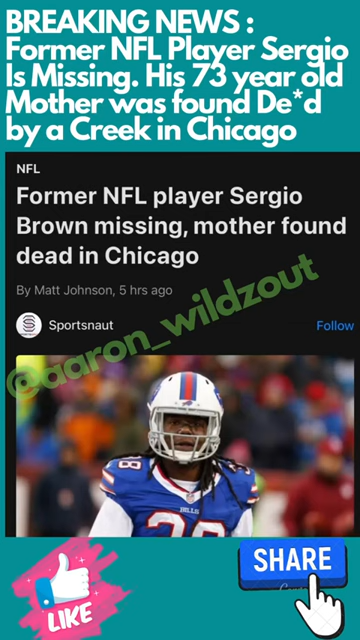 BREAKING NEWS :
Former NFL Player Sergio
Is Missing. His 73 year old
Mother was found De*d
by a Creek in Chicago
NFL
Former NFL player Sergio
Brown missing, mother found
dead in Chicago
By Matt Johnson, 5 hrs ago
Sportsnaut
Follow
@aaron_wildzout
28
BILLS
28
LIKE
SHARE